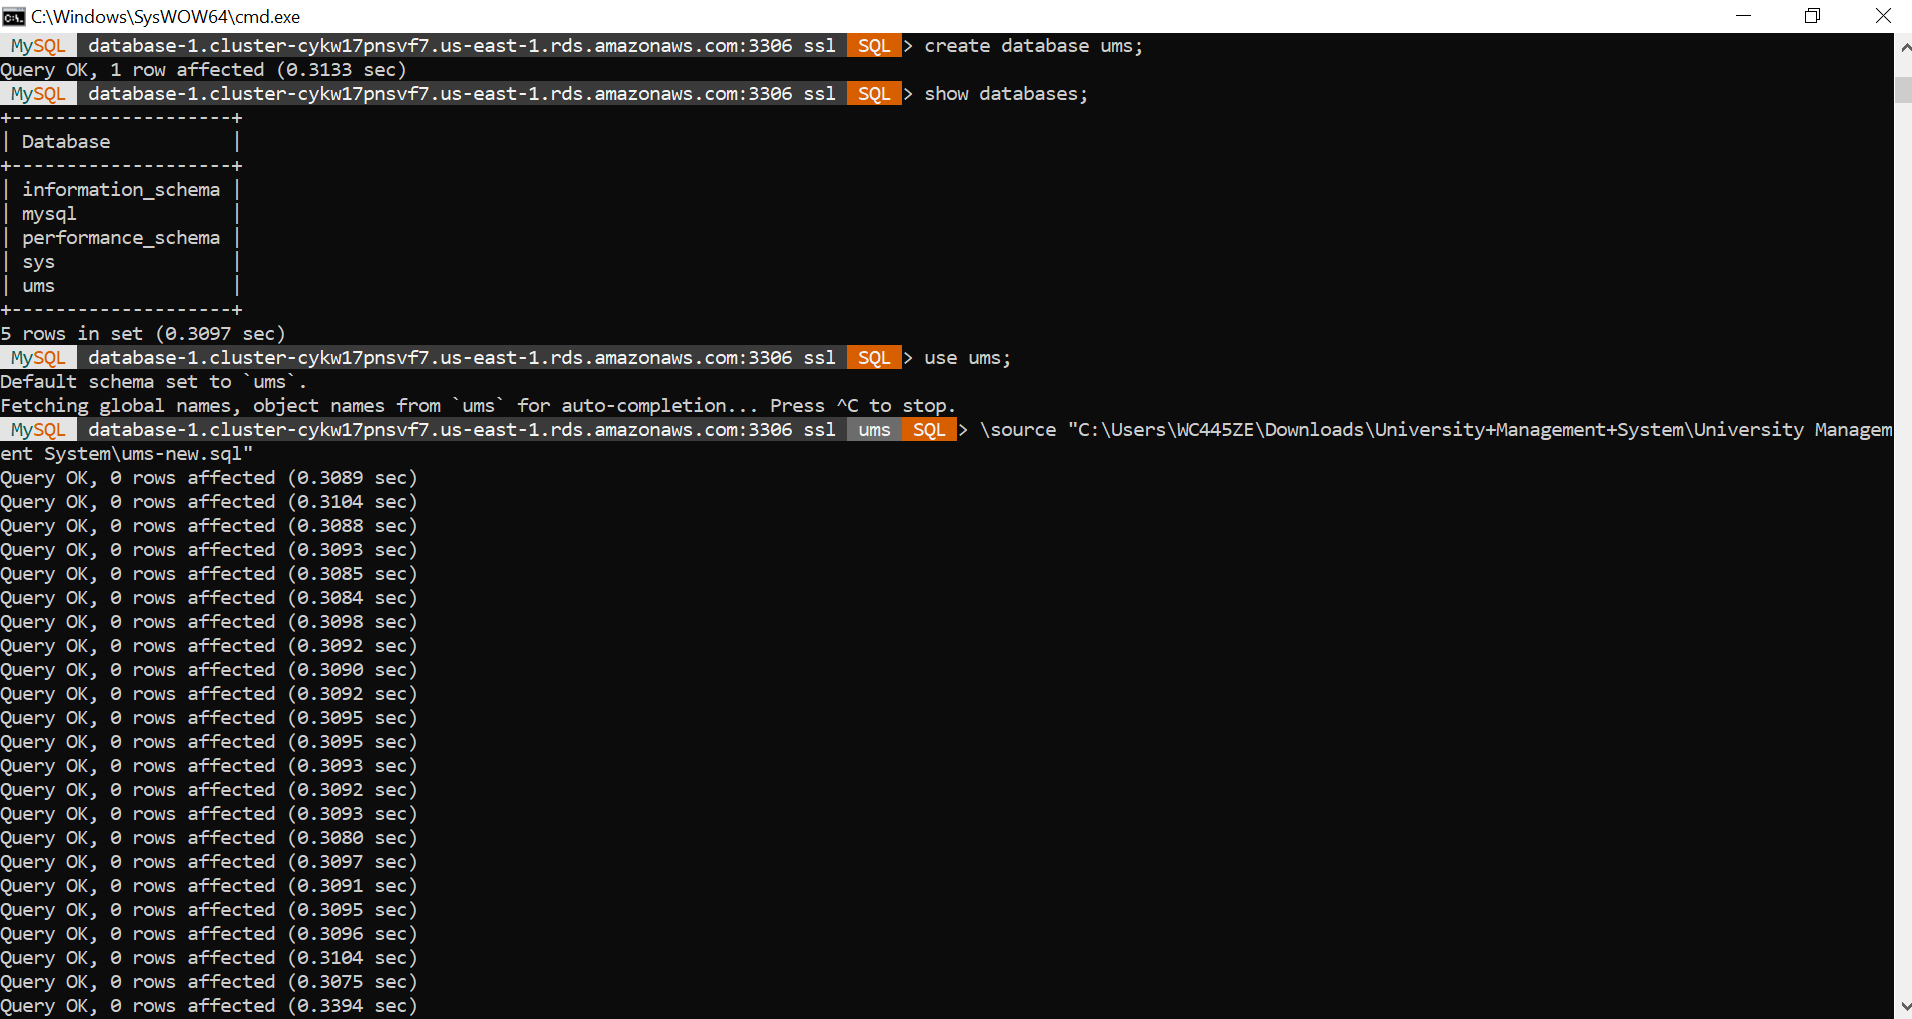 C:\Windows\SysWOW64\cmd.exe
MySQL database-1.cluster-cykw17pnsvf7.us-east-1.rds.amazonaws.com:3306 ssl SQL > create database ums;
Query OK, 1 row affected (0.3133 sec)
MySQL database-1.cluster-cykw17pnsvf7.us-east-1.rds.amazonaws.com:3306 ssl SQL > show databases;
+--------------------+
| Database           |
+--------------------+
| information_schema |
| mysql              |
| performance_schema |
| sys                |
| ums                |
+--------------------+
5 rows in set (0.3097 sec)
MySQL database-1.cluster-cykw17pnsvf7.us-east-1.rds.amazonaws.com:3306 ssl SQL > use ums;
Default schema set to `ums`.
Fetching global names, object names from `ums` for auto-completion... Press ^C to stop.
MySQL database-1.cluster-cykw17pnsvf7.us-east-1.rds.amazonaws.com:3306 ssl ums SQL > \source "C:\Users\WC445ZE\Downloads\University+Management+System\University Managem
ent System\ums-new.sql"
Query OK, 0 rows affected (0.3089 sec)
Query OK, 0 rows affected (0.3104 sec)
Query OK, 0 rows affected (0.3088 sec)
Query OK, 0 rows affected (0.3093 sec)
Query OK, 0 rows affected (0.3085 sec)
Query OK, 0 rows affected (0.3084 sec)
Query OK, 0 rows affected (0.3098 sec)
Query OK, 0 rows affected (0.3092 sec)
Query OK, 0 rows affected (0.3090 sec)
Query OK, 0 rows affected (0.3092 sec)
Query OK, 0 rows affected (0.3095 sec)
Query OK, 0 rows affected (0.3095 sec)
Query OK, 0 rows affected (0.3093 sec)
Query OK, 0 rows affected (0.3092 sec)
Query OK, 0 rows affected (0.3093 sec)
Query OK, 0 rows affected (0.3080 sec)
Query OK, 0 rows affected (0.3097 sec)
Query OK, 0 rows affected (0.3091 sec)
Query OK, 0 rows affected (0.3095 sec)
Query OK, 0 rows affected (0.3096 sec)
Query OK, 0 rows affected (0.3104 sec)
Query OK, 0 rows affected (0.3075 sec)
Query OK, 0 rows affected (0.3394 sec)